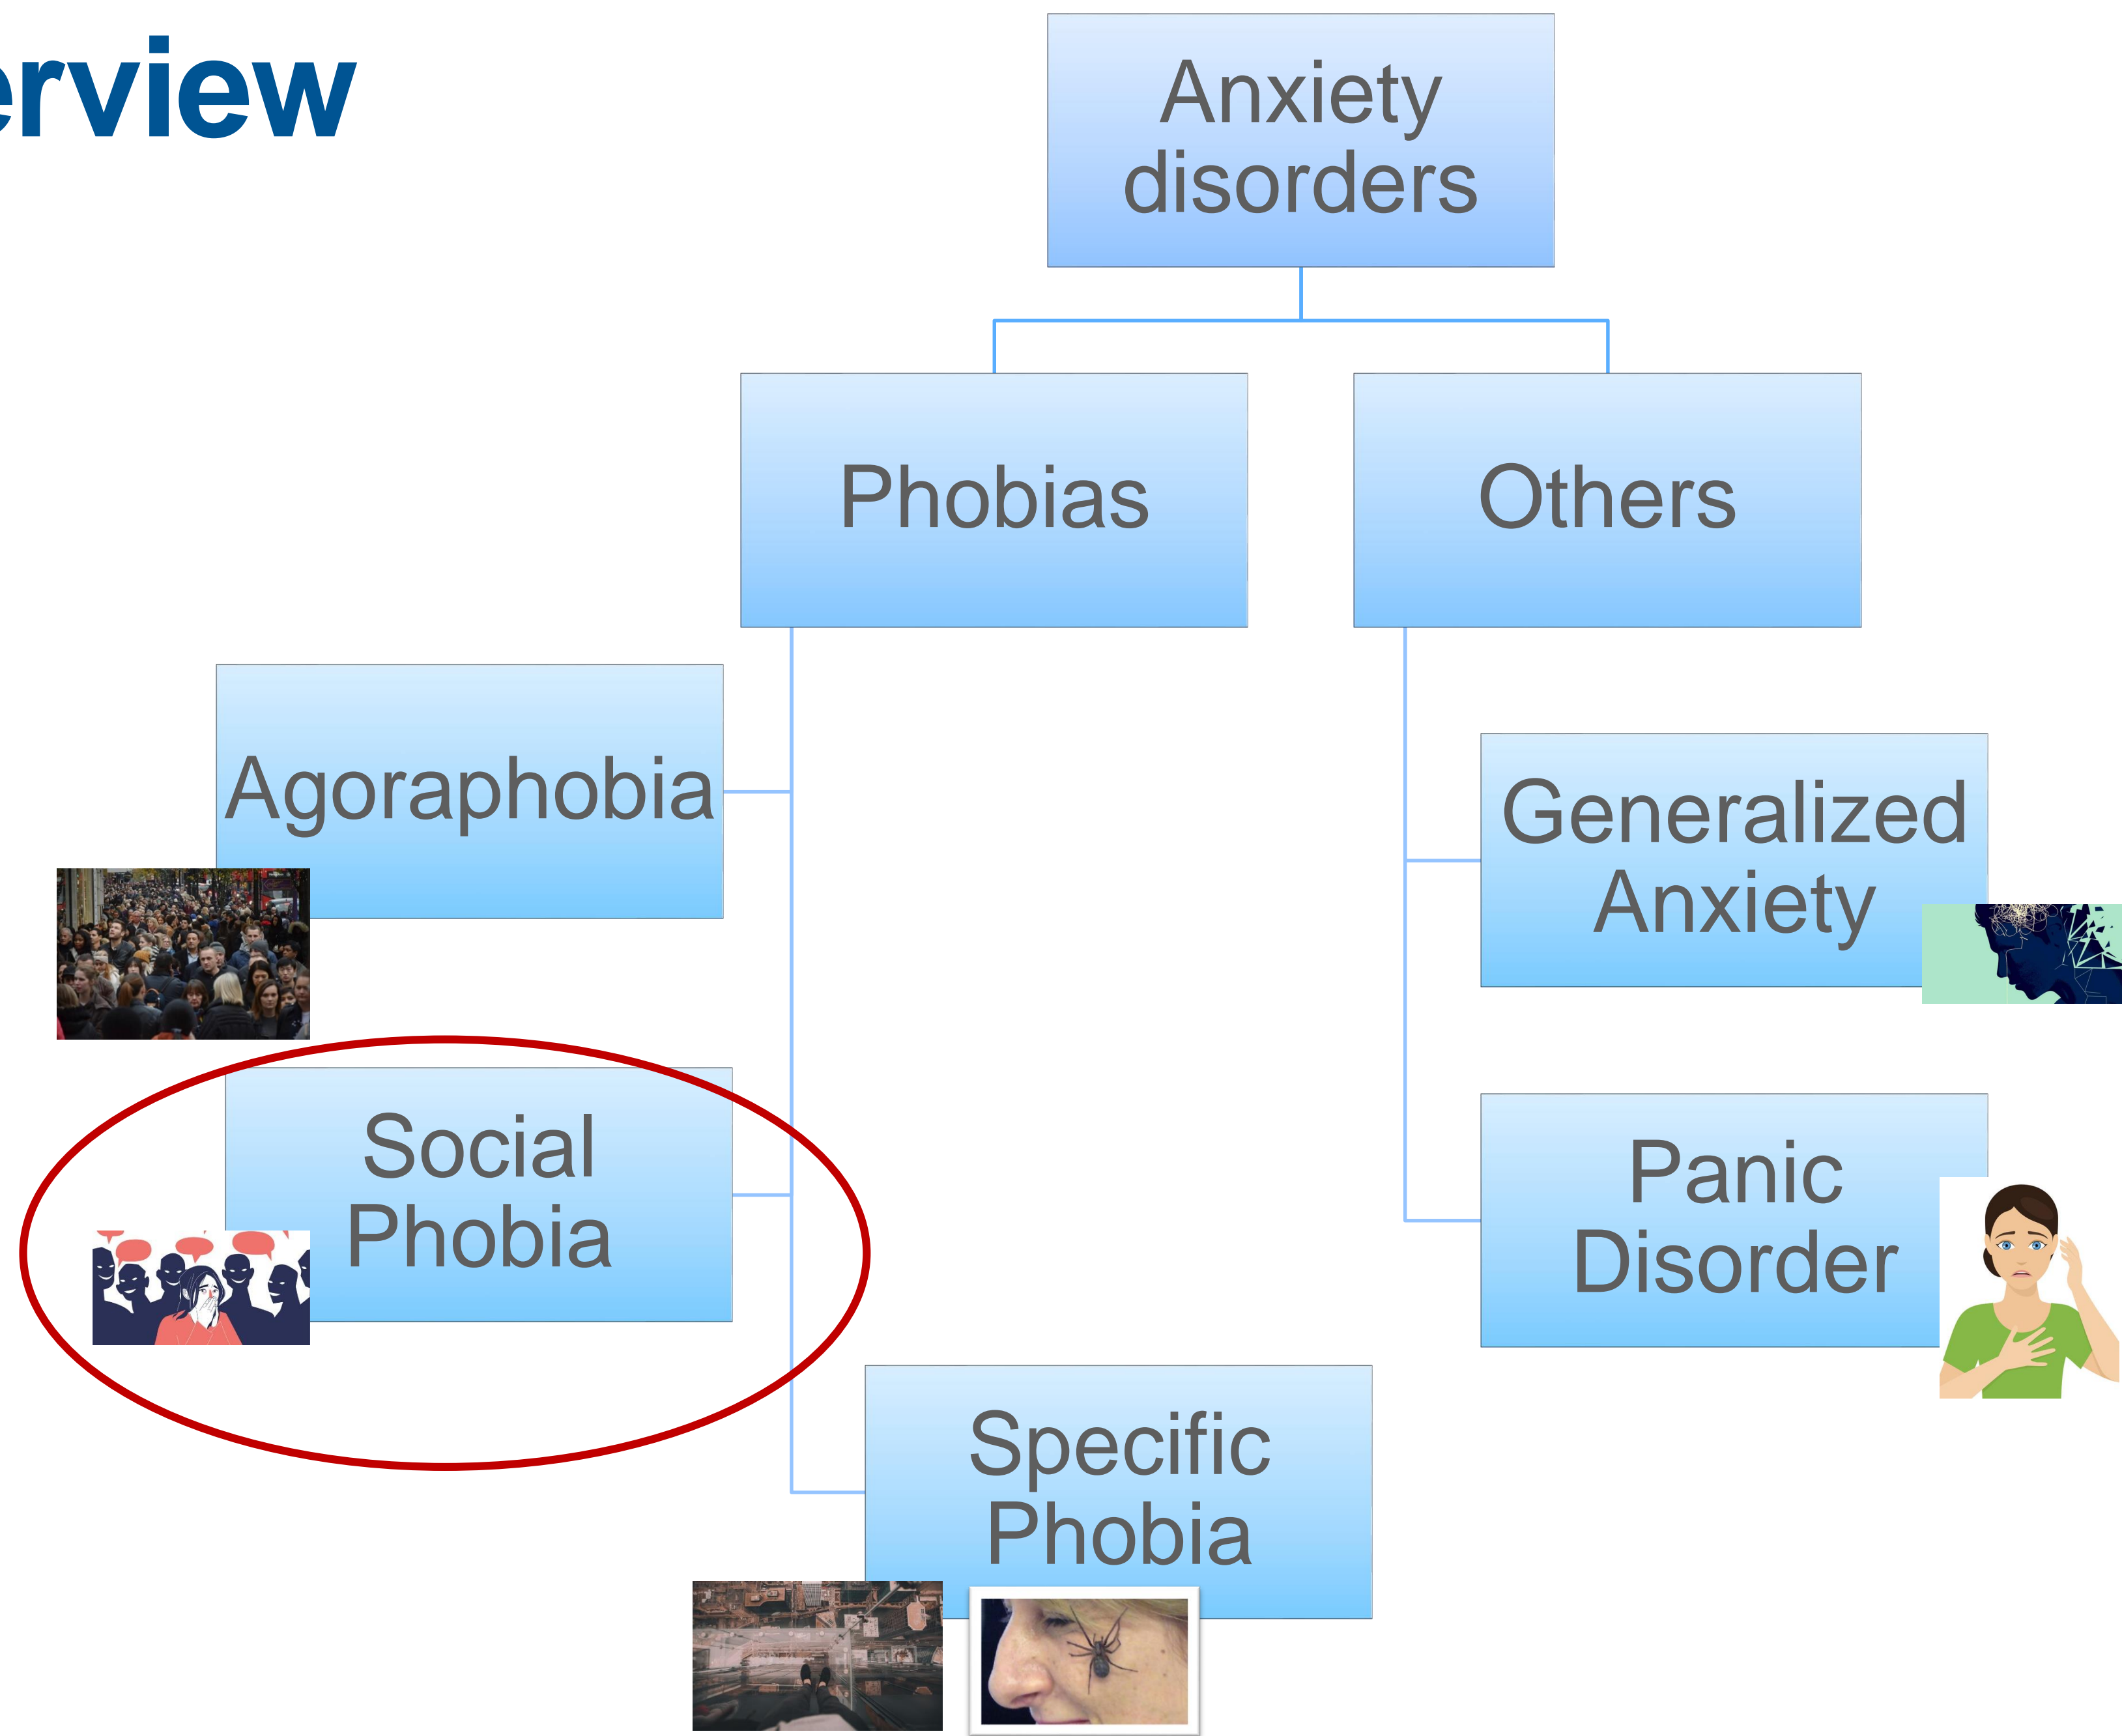 erview
Anxiety
disorders
Phobias
Others
Agoraphobia
Generalized
Anxiety
Social
Phobia
Panic
Disorder
Specific
Phobia